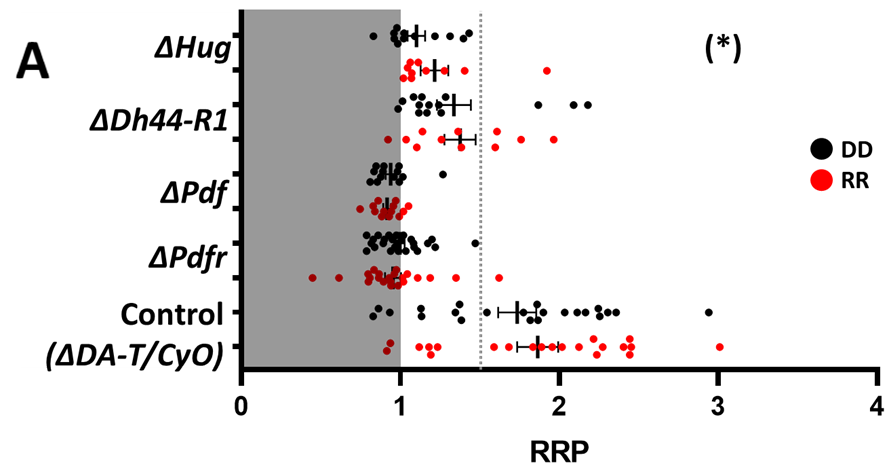 A
ΔHug
(*)
ΔDh44-R1
DD
RR
ΔPdf
ΔPdfr
Control
(ΔDA-T/CyO)
0 1 2 3 4
RRP